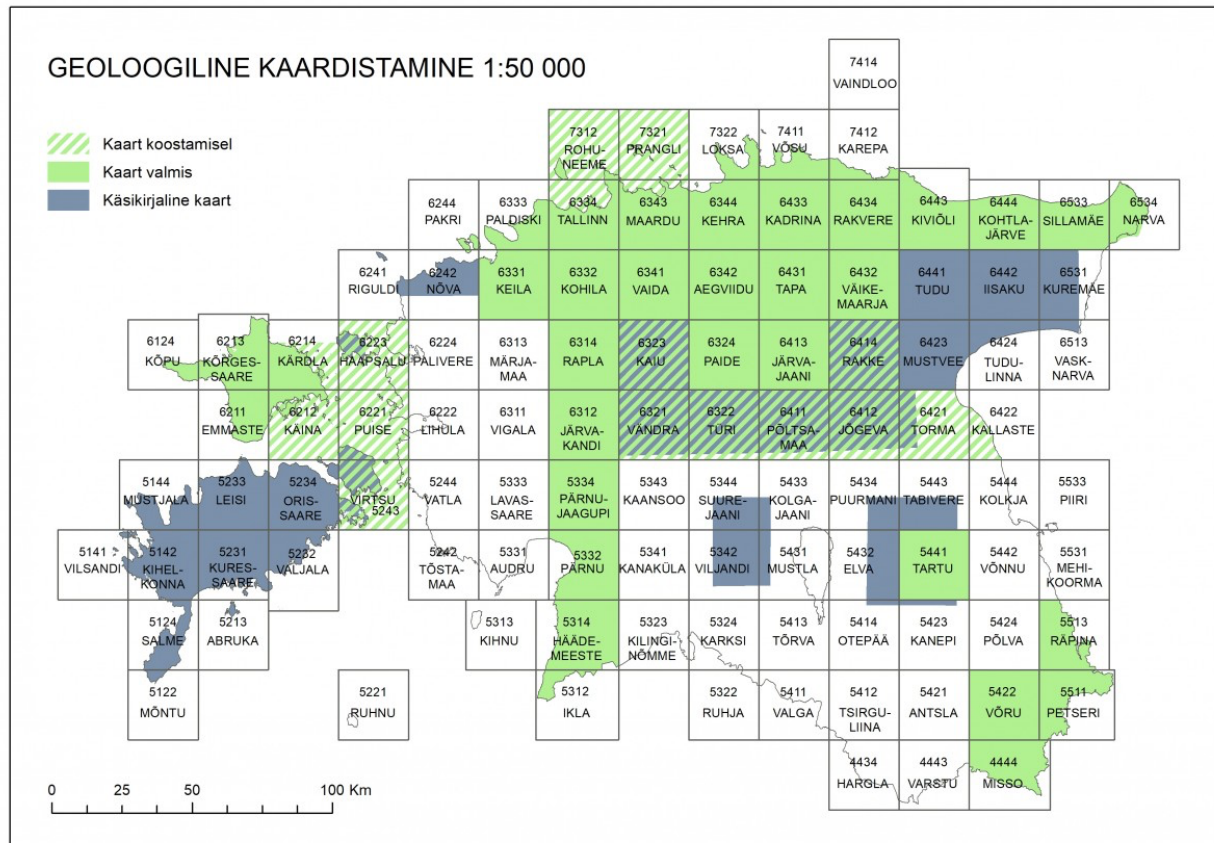 GEOLOOGILINE KAARDISTAMINE 1:50 000
Kaart koostamisel
Kaart valmis
Käsikirjaline kaart
7414
VAINDLOO
7312
ROHU-
NEEME
7321
PRANGLI
7322
LOKSA
7411
VÕSU
7412
KAREPA
6244
PAKRI
6333
PALDISKI
6334
TALLINN
6343
MAARDU
6344
KEHRA
6433
KADRINA
6434
RAKVERE
6443
KIVIÕLI
6444
KOHTLA-
JÄRVE
6533
SILLAMÄE
6534
NARVA
6241
RIGULDI
6242
NÕVA
6331
KEILA
6332
KOHILA
6341
VAIDA
6342
AEGVIIDU
6431
TAPA
6432
VÄIKE-
MAARJA
6441
TUDU
6442
IISAKU
6531
KUREMÄE
6124
KÕPU
6213
KÕRGES-
SAARE
6214
KÄRDLA
6223
HAAPSALU
6224
PALIVERE
6313
MÄRJA-
MAA
6314
RAPLA
6323
KAIU
6324
PAIDE
6413
JÄRVA-
JAANI
6414
RAKKE
6423
MUSTVEE
6424
TUDU-
LINNA
6513
VASK-
NARVA
6211
EMMASTE
6212
KÄINA
6221
PUISE
6222
LIHULA
6311
VIGALA
6312
JÄRVA-
KANDI
6321
VÄNDRA
6322
TÜRI
6411
PÕLTSA-
MAA
6412
JÕGEVA
6421
TORMA
6422
KALLASTE
5144
MUSTJALA
5233
LEISI
5234
ORIS-
SAARE
VIRTSU
5243
5244
VATLA
5333
LAVAS-
SAARE
5334
PÄRNU-
JAAGUPI
5343
KAANSOO
5344
SUURE-
JAANI
5433
KOLGA-
JAANI
5434
PUURMANI
5443
TABIVERE
5444
KOLKJA
5533
PIIRI
5141
VILSANDI
5142
KIHEL-
KONNA
5231
KURES-
SAARE
5232
VALJALA
5242
TÕSTA-
MAA
5331
AUDRU
5332
PÄRNU
5341
KANAKÜLA
5342
VILJANDI
5431
MUSTLA
5432
ELVA
5441
TARTU
5442
VÕNNU
5531
MEHI-
KOORMA
5124
SALME
5213
ABRUKA
5313
KIHNU
5314
HÄÄDE-
MEESTE
5323
KILINGI-
NÕMME
5324
KARKSI
5413
TÕRVA
5414
OTEPÄÄ
5423
KANEPI
5424
PÕLVA
5513
RÄPINA
5122
MÕNTU
5221
RUHNU
5312
IKLA
5322
RUHJA
5411
VALGA
5412
TSIRGU-
LIINA
5421
ANTSLA
5422
VÕRU
5511
PETSERI
4434
HARGLA
4443
VARSTU
4444
MISSO
0 25 50 100 Km